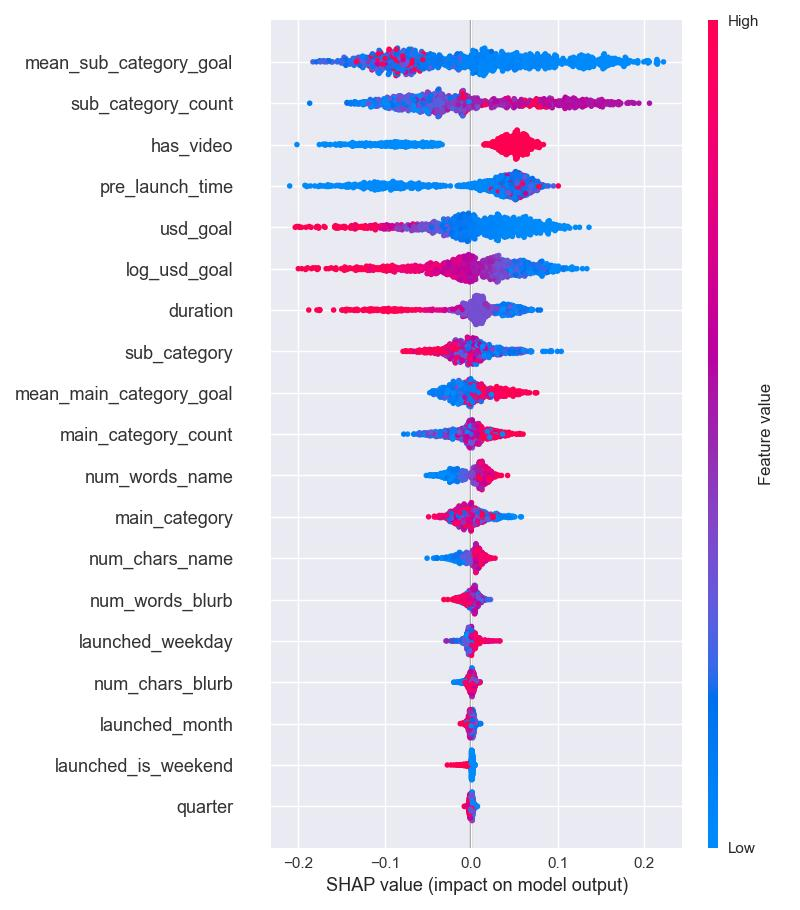 High
mean_sub_category_goal
sub_category_count
has_video
pre_launch_time
usd_goal
log_usd_goal
duration
sub_category
mean_main_category_goal
main_category_count
num_words_name
main_category
num_chars_name
num_words_blurb
launched_weekday
num_chars_blurb
launched_month
launched_is_weekend
quarter
Feature value
Low
−0.2 −0.1 0.0 0.1 0.2
SHAP value (impact on model output)